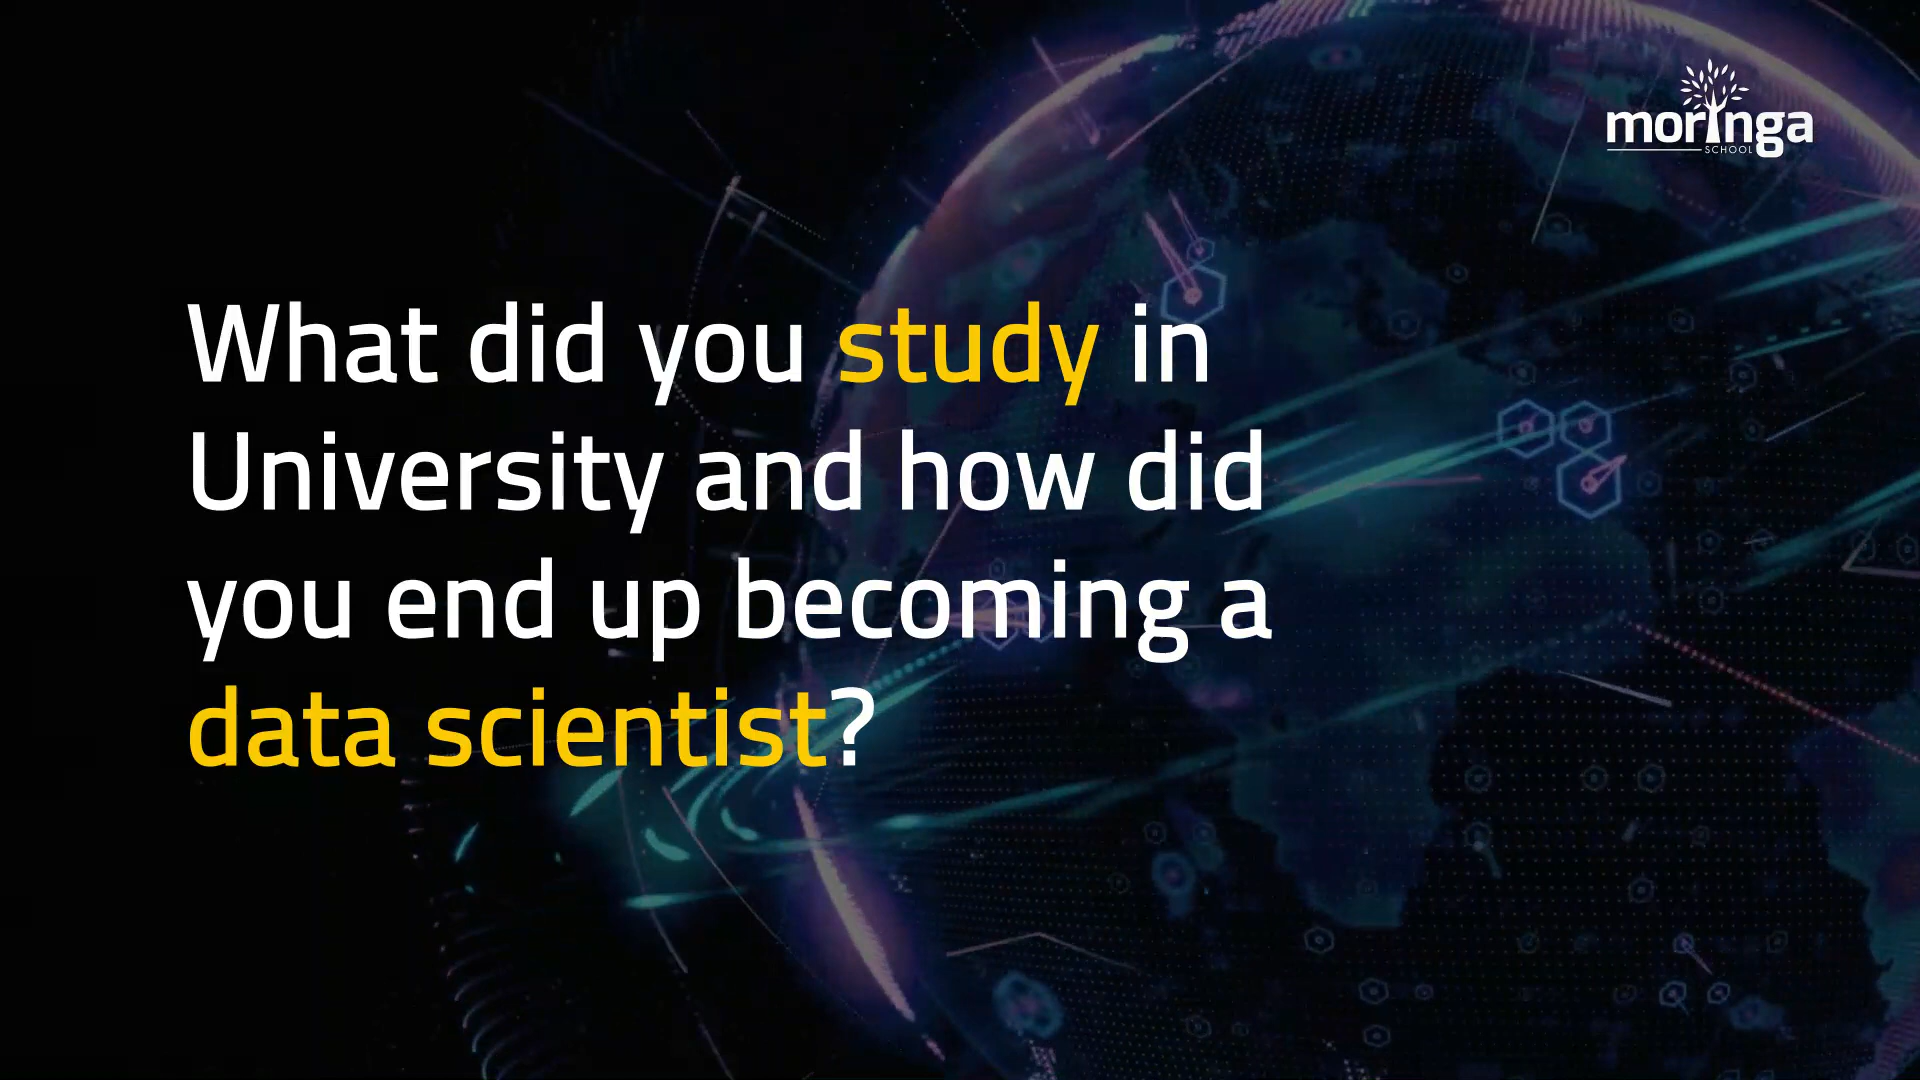 moringa
SCHOOL
What did you study in
University and how did
you end up becoming a
data scientist?